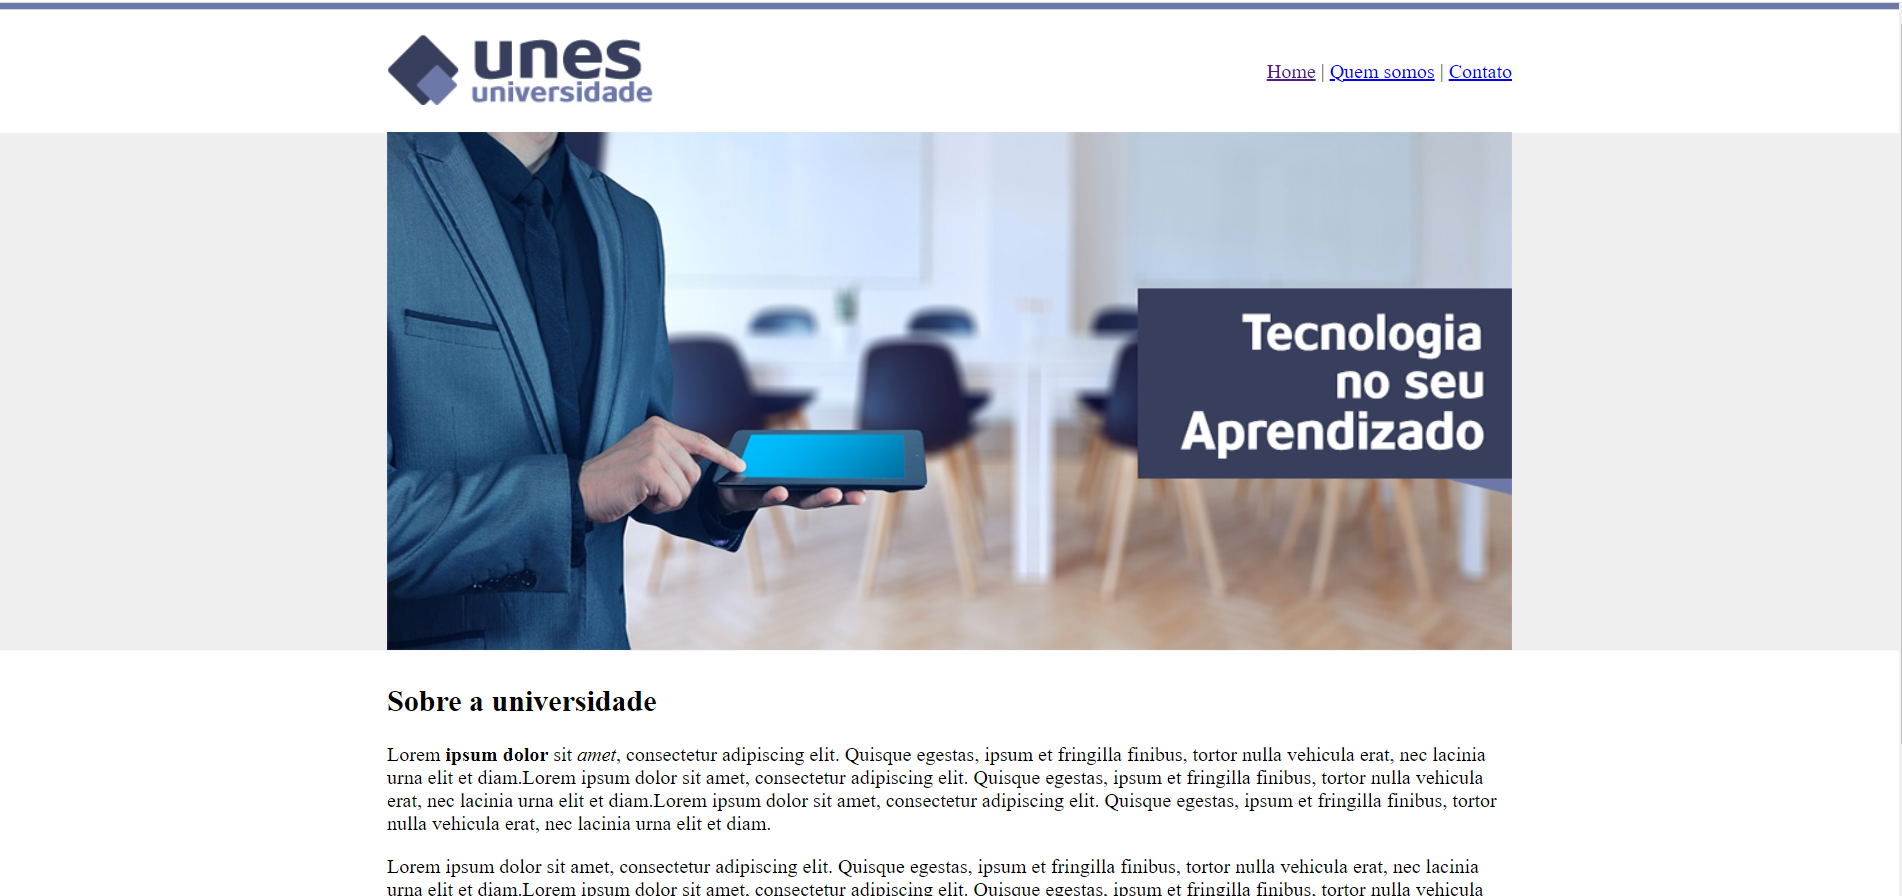 unes
universidade
Home | Quem somos | Contato
Tecnologia
no seu
Aprendizado
Sobre a universidade
Lorem ipsum dolor sit amet, consectetur adipiscing elit. Quisque egestas, ipsum et fringilla finibus, tortor nulla vehicula erat, nec lacinia
urna elit et diam.Lorem ipsum dolor sit amet, consectetur adipiscing elit. Quisque egestas, ipsum et fringilla finibus, tortor nulla vehicula
erat, nec lacinia urna elit et diam.Lorem ipsum dolor sit amet, consectetur adipiscing elit. Quisque egestas, ipsum et fringilla finibus, tortor
nulla vehicula erat, nec lacinia urna elit et diam.
Lorem ipsum dolor sit amet, consectetur adipiscing elit. Quisque egestas, ipsum et fringilla finibus, tortor nulla vehicula erat, nec lacinia
urna elit et diam.Lorem ipsum dolor sit amet, consectetur adipiscing elit. Quisque egestas, ipsum et fringilla finibus, tortor nulla vehicula